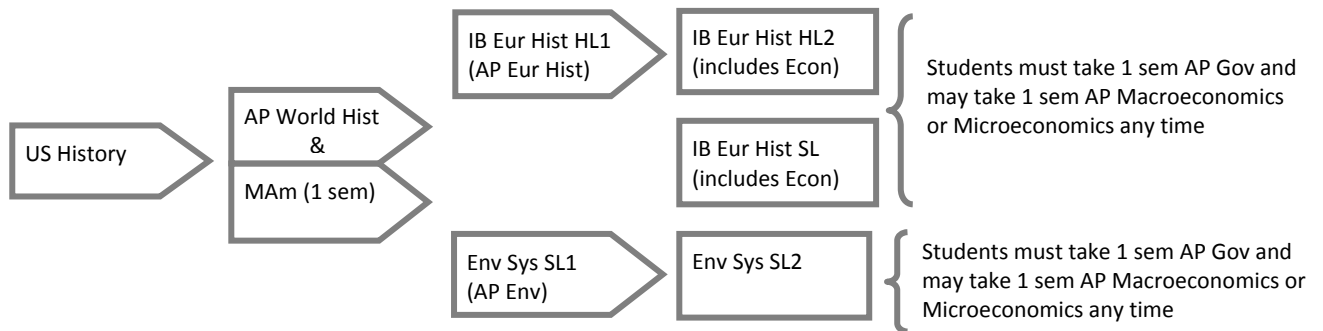 US History
AP World Hist
&
MAm (1 sem)
IB Eur Hist HL1
(AP Eur Hist)
IB Eur Hist HL2
(includes Econ)
IB Eur Hist SL
(includes Econ)
Students must take 1 sem AP Gov and
may take 1 sem AP Macroeconomics
or Microeconomics any time
Env Sys SL1
(AP Env)
Env Sys SL2
Students must take 1 sem AP Gov and
may take 1 sem AP Macroeconomics or
Microeconomics any time